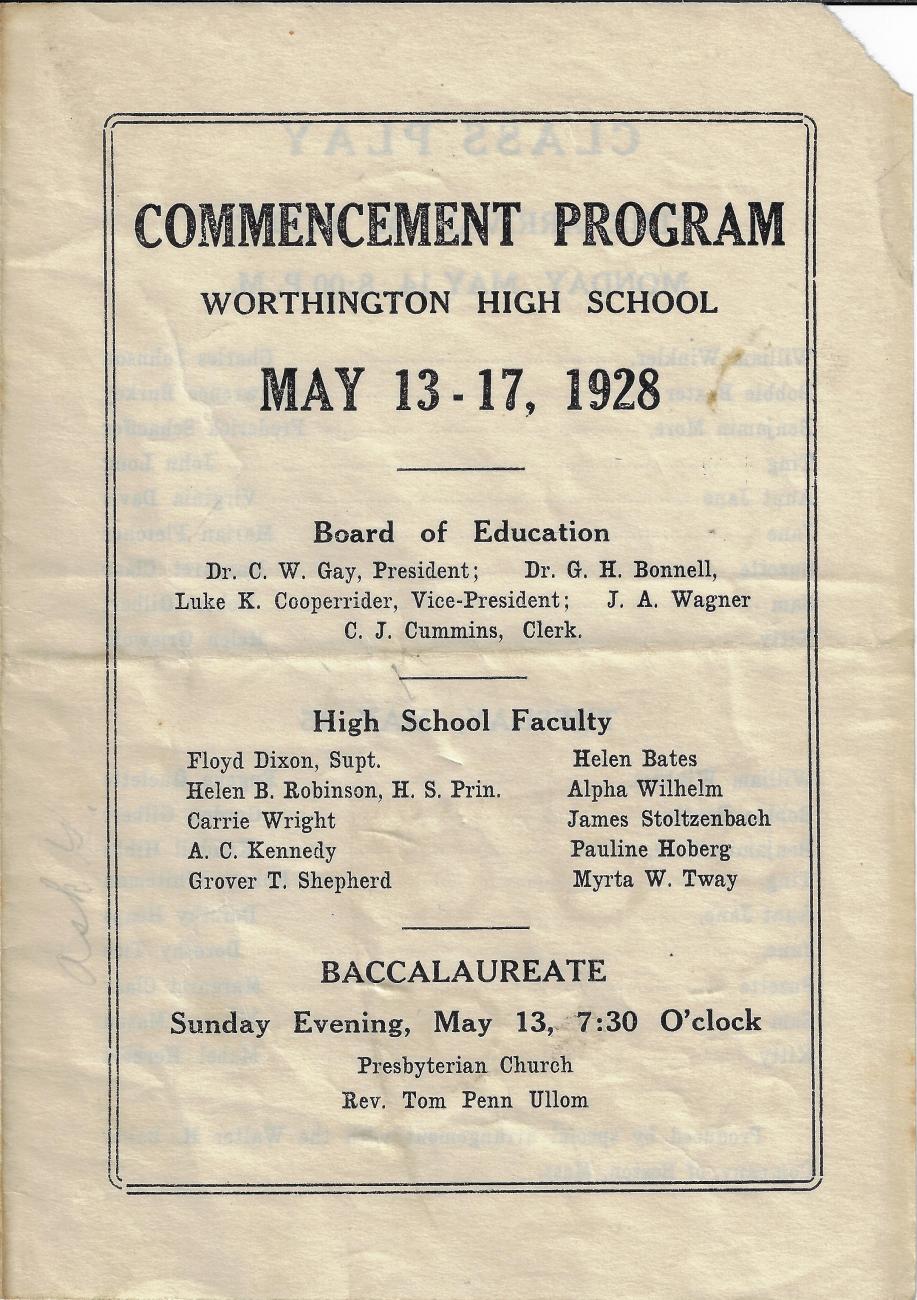 COMMENCEMENT PROGRAM
WORTHINGTON HIGH SCHOOL
MAY 13 - 17, 1928
Board of Education
Dr. C. W. Gay, President; Dr. G. H. Bonnell,
Luke K. Cooperrider, Vice-President; J. A. Wagner
C. J. Cummins, Clerk.
High School Faculty
Floyd Dixon, Supt.
Helen B. Robinson, H. S. Prin.
Carrie Wright
A. C. Kennedy
Grover T. Shepherd
Helen Bates
Alpha Wilhelm
James Stoltzenbach
Pauline Hoberg
Myrta W. Tway
BACCALAUREATE
Sunday Evening, May 13, 7:30 O'clock
Presbyterian Church
Rev. Tom Penn Ullom